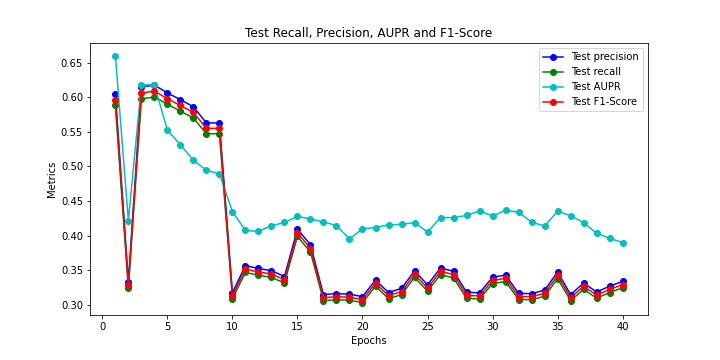 Test Recall, Precision, AUPR and F1-Score
Test precision
Test recall
Test AUPR
Test F1-Score
Metrics
0.65
0.60
0.55
0.50
0.45
0.40
0.35
0.30
0 5 10 15 20 25 30 35 40
Epochs